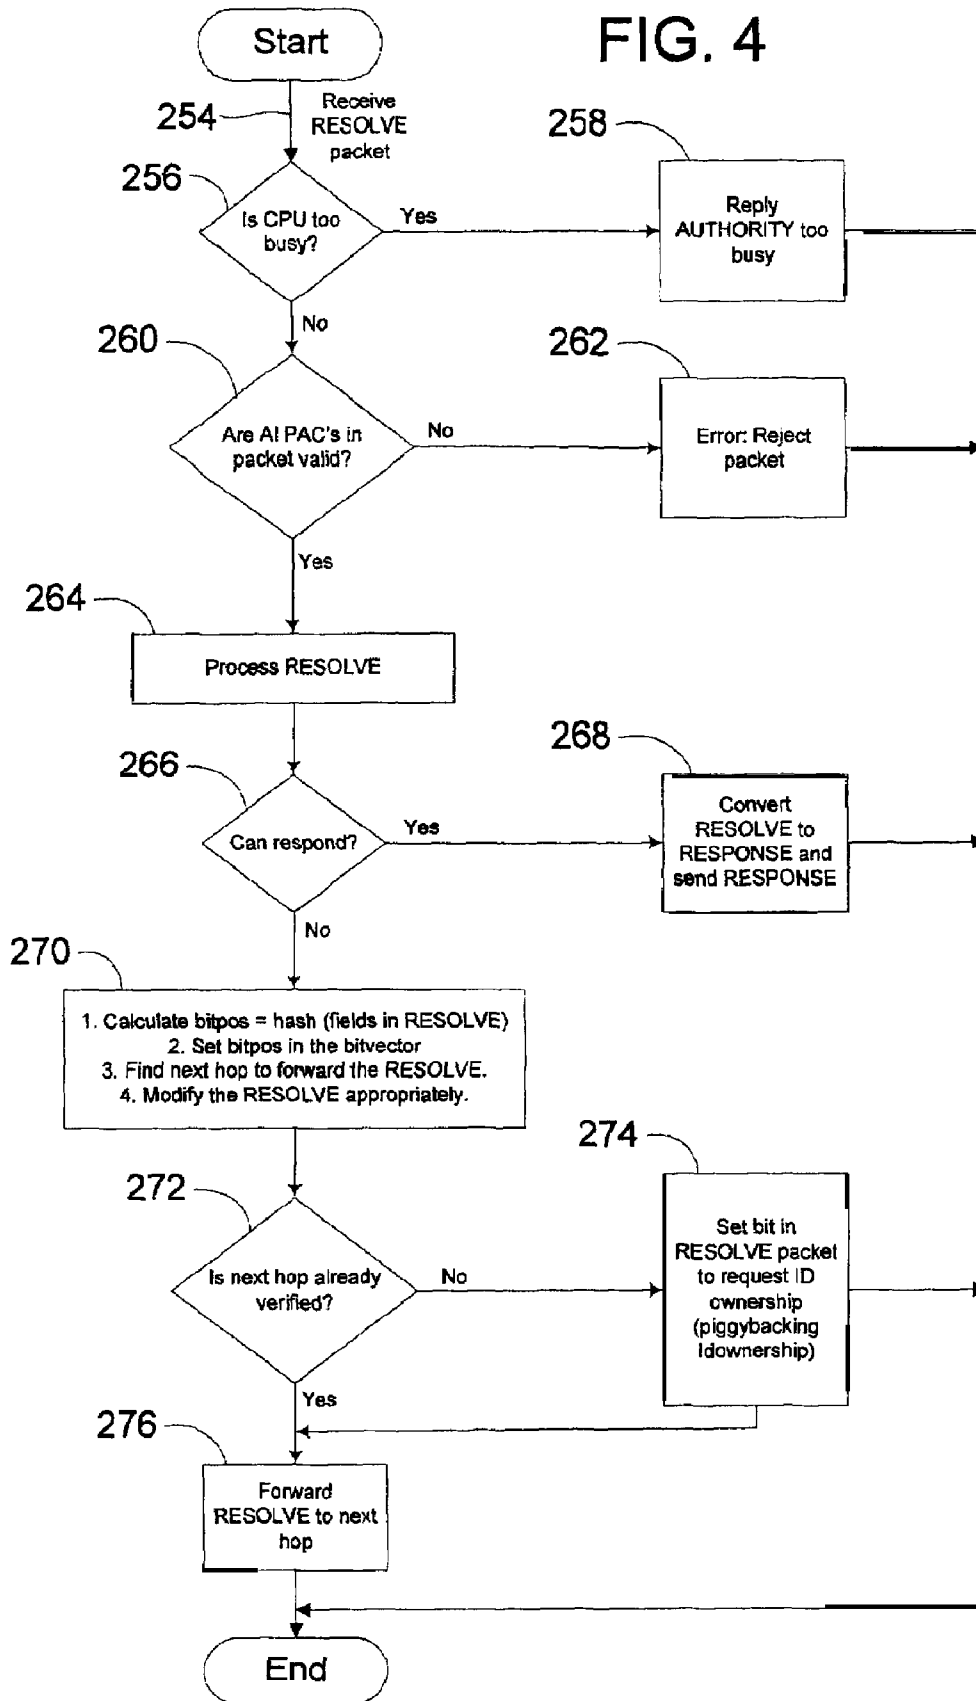 Start
FIG. 4
254
Receive
RESOLVE
packet
258
256
Is CPU too
busy?
Yes
Reply
AUTHORITY too
busy
No
260
262
Are AI PAC's in
packet valid?
No
Error: Reject
packet
Yes
264
Process RESOLVE
266
268
Can respond?
Yes
Convert
RESOLVE to
RESPONSE and
send RESPONSE
No
270
1. Calculate bitpos = hash (fields in RESOLVE)
2. Set bitpos in the bitvector
3. Find next hop to forward the RESOLVE.
4. Modify the RESOLVE appropriately.
274
272
Is next hop already
verified?
No
Set bit in
RESOLVE packet
to request ID
ownership
(piggybacking
Idownership)
Yes
276
Forward
RESOLVE to next
hop
End